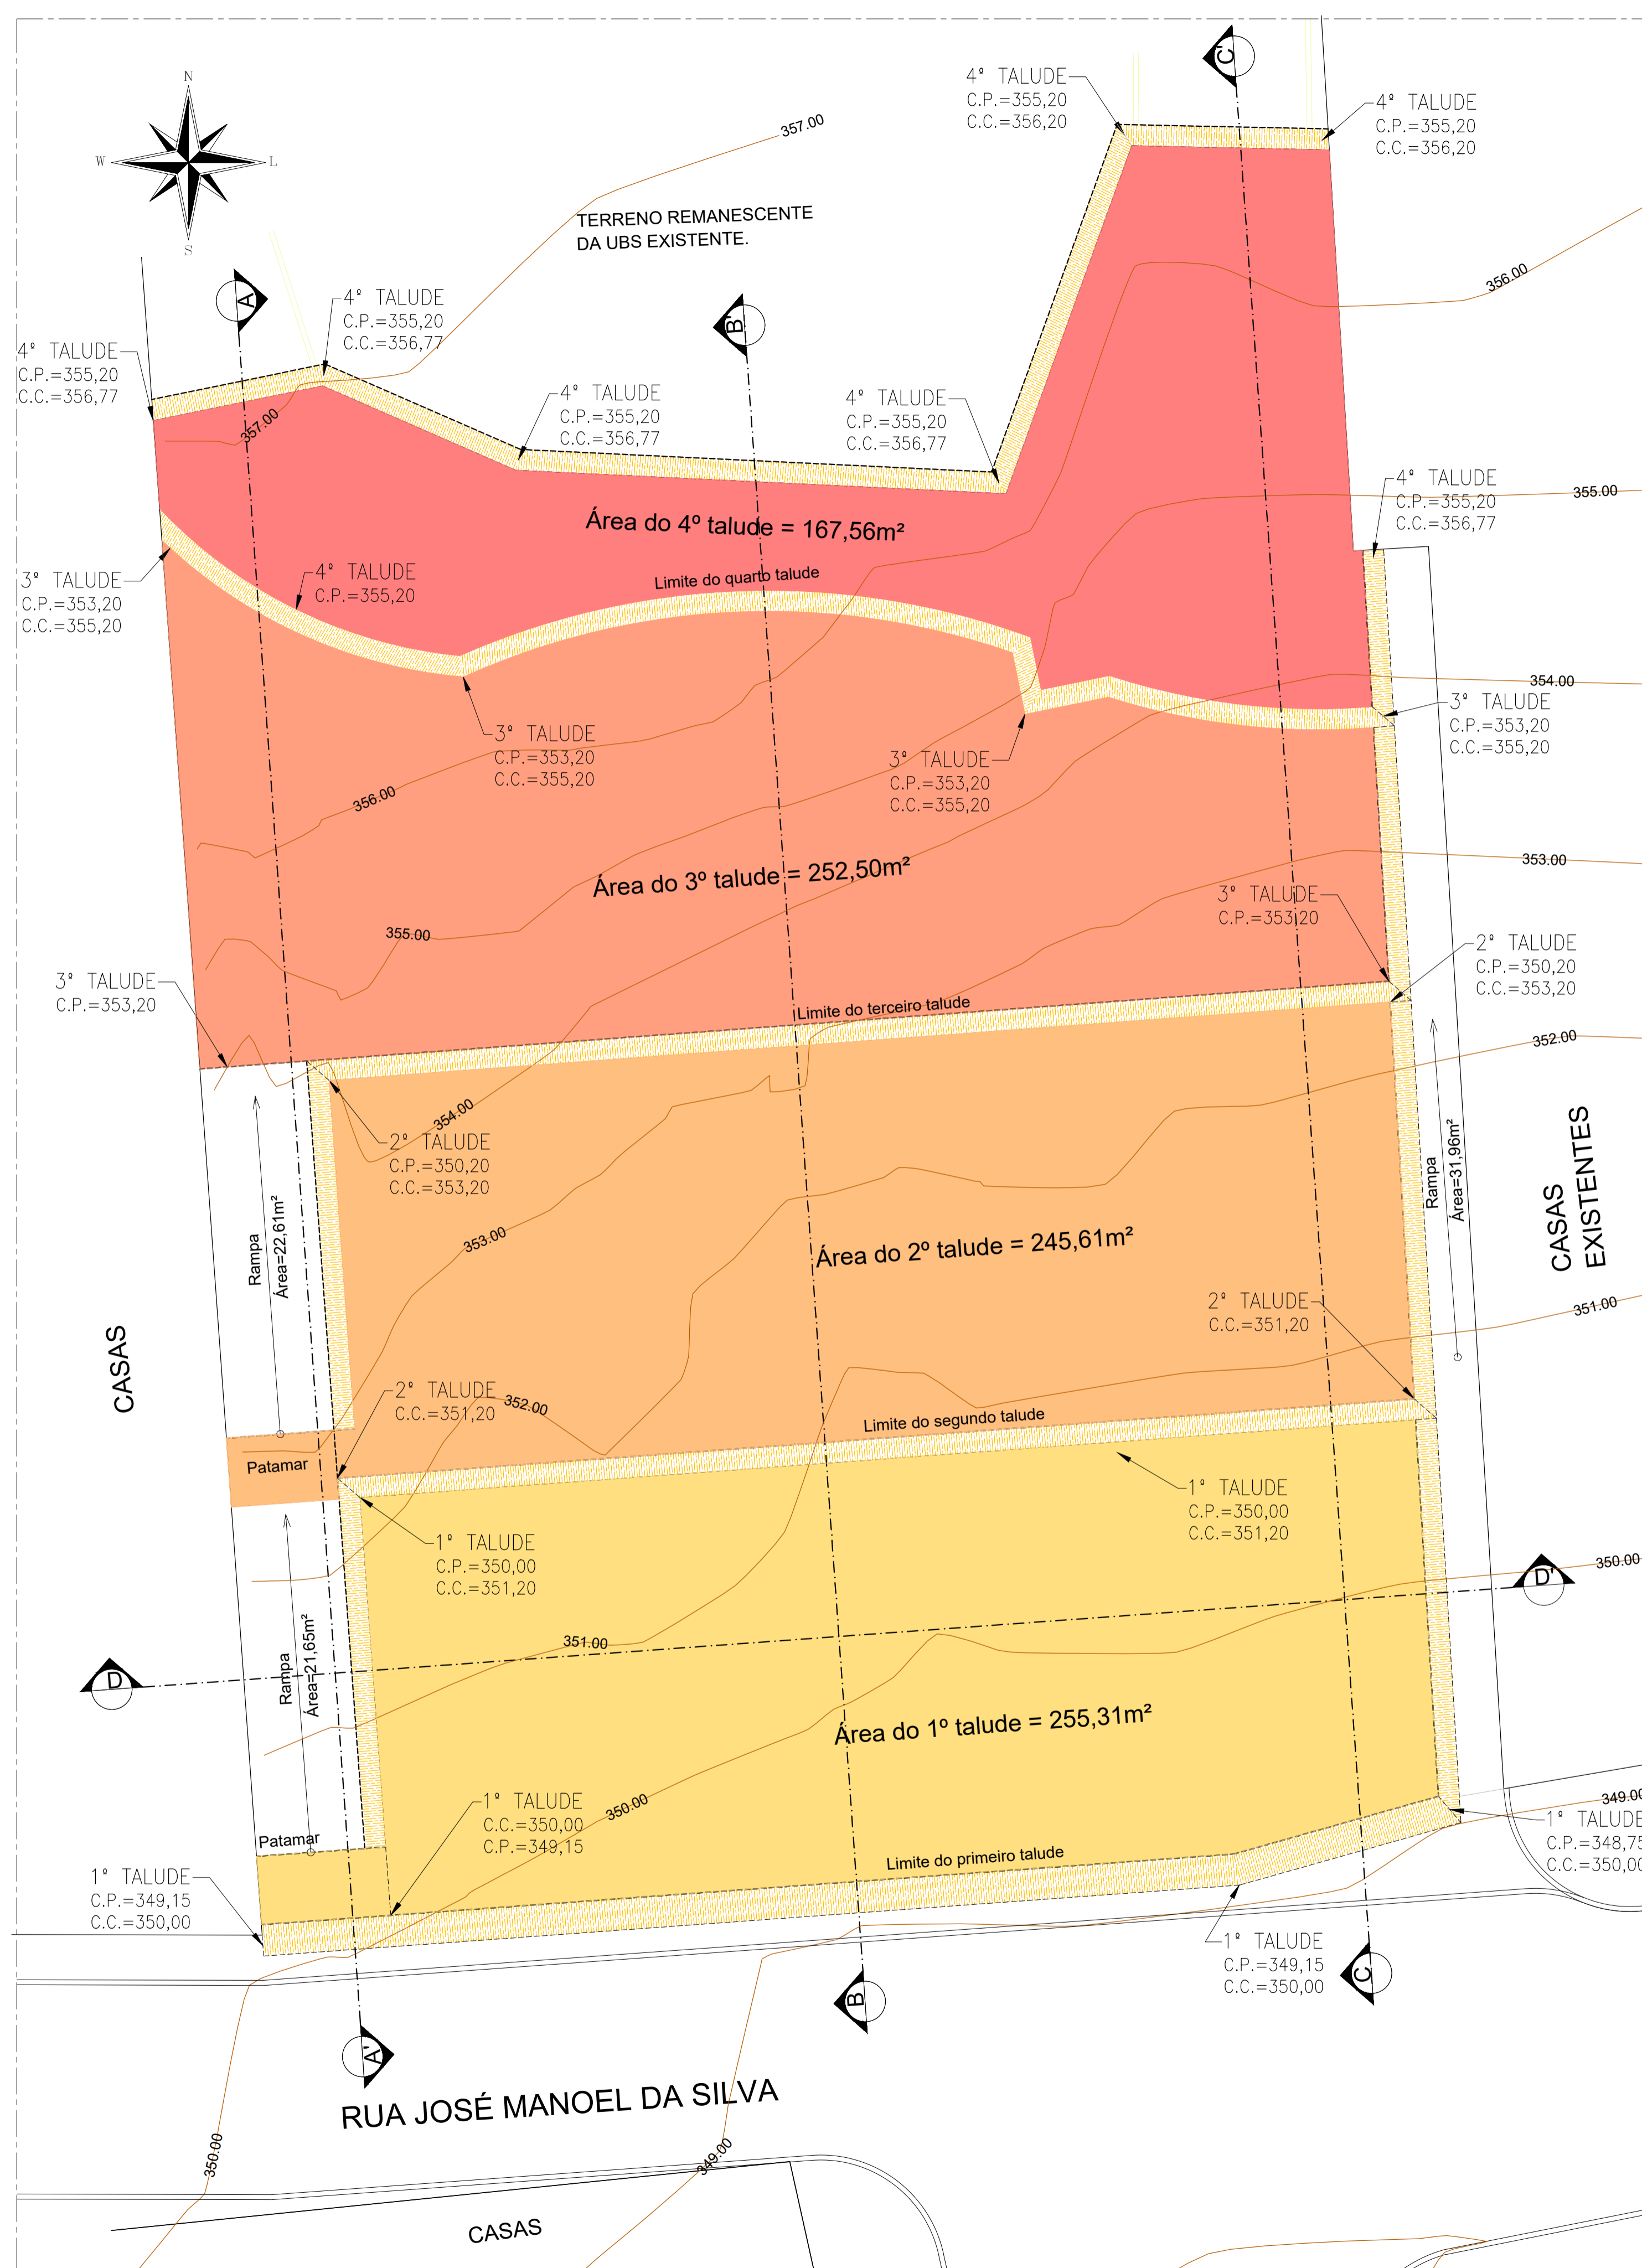 C'
4° TALUDE
C.P.=355,20
C.C.=356,20
4° TALUDE
C.P.=355,20
C.C.=356,20
N
W
L
S
357.00
TERRENO REMANESCENTE
DA UBS EXISTENTE.
356.00
A
4° TALUDE
C.P.=355,20
C.C.=356,77
B'
4° TALUDE
C.P.=355,20
C.C.=356,77
4° TALUDE
C.P.=355,20
C.C.=356,77
4° TALUDE
C.P.=355,20
C.C.=356,77
357.00
4° TALUDE
C.P.=355,20
C.C.=356,77
355.00
Área do 4º talude = 167,56m²
Limite do quarto talude
3° TALUDE
C.P.=353,20
C.C.=355,20
4° TALUDE
C.P.=355,20
354.00
3° TALUDE
C.P.=353,20
C.C.=355,20
3° TALUDE
C.P.=353,20
C.C.=355,20
3° TALUDE
C.P.=353,20
C.C.=355,20
356.00
353.00
Área do 3º talude = 252,50m²
3° TALUDE
C.P.=353,20
355.00
2° TALUDE
C.P.=350,20
C.C.=353,20
3° TALUDE
C.P.=353,20
Limite do terceiro talude
352.00
354.00
2° TALUDE
C.P.=350,20
C.C.=353,20
Rampa
Área=31,96m²
CASAS
EXISTENTES
Rampa
Área=22,61m²
353.00
Área do 2º talude = 245,61m²
351.00
2° TALUDE
C.C.=351,20
CASAS
2° TALUDE
C.C.=351,20
352.00
Limite do segundo talude
Patamar
1° TALUDE
C.P.=350,00
C.C.=351,20
1° TALUDE
C.P.=350,00
C.C.=351,20
350.00
D'
351.00
Rampa
Área=21,65m²
D
Área do 1º talude = 255,31m²
1° TALUDE
C.C.=350,00
C.P.=349,15
350.00
349.00
1° TALUDE
C.P.=348,75
C.C.=350,00
Patamar
Limite do primeiro talude
1° TALUDE
C.P.=349,15
C.C.=350,00
1° TALUDE
C.P.=349,15
C.C.=350,00
C
B
A'
RUA JOSÉ MANOEL DA SILVA
350.00
349.00
CASAS